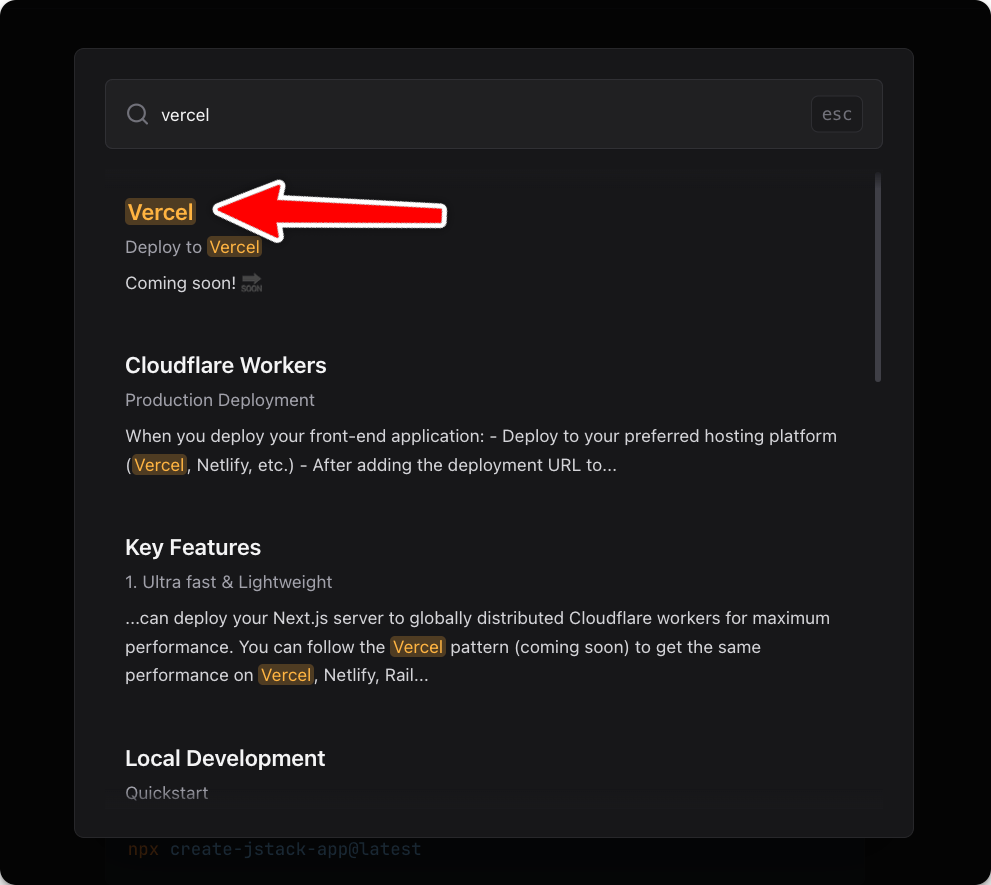 vercel
esc
Vercel
Deploy to Vercel
Coming soon! 🔜
Cloudflare Workers
Production Deployment
When you deploy your front-end application: - Deploy to your preferred hosting platform
(Vercel, Netlify, etc.) - After adding the deployment URL to...
Key Features
1. Ultra fast & Lightweight
...can deploy your Next.js server to globally distributed Cloudflare workers for maximum
performance. You can follow the Vercel pattern (coming soon) to get the same
performance on Vercel, Netlify, Rail...
Local Development
Quickstart
npx create-jstack-app@latest